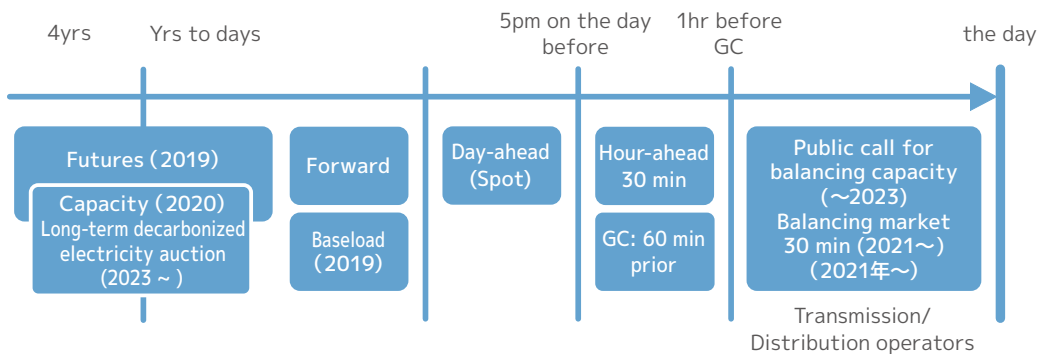 4yrs
Yrs to days
5pm on the day
before
1hr before
GC
the day
Futures (2019)
Capacity (2020)
Long-term decarbonized
electricity auction
(2023 ~ )
Forward
Baseload
(2019)
Day-ahead
(Spot)
Hour-ahead
30 min
GC: 60 min
prior
Public call for
balancing capacity
(～2023)
Balancing market
30 min (2021～)
(2021年～)
Transmission/
Distribution operators